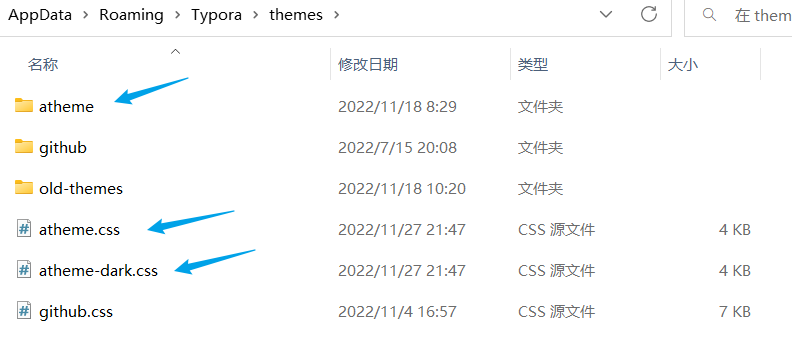 AppData > Roaming > Typora > themes >
在 them
名称 修改日期 类型 大小
atheme 2022/11/18 8:29 文件夹
github 2022/7/15 20:08 文件夹
old-themes 2022/11/18 10:20 文件夹
atheme.css 2022/11/27 21:47 CSS 源文件 4 KB
atheme-dark.css 2022/11/27 21:47 CSS 源文件 4 KB
github.css 2022/11/4 16:57 CSS 源文件 7 KB